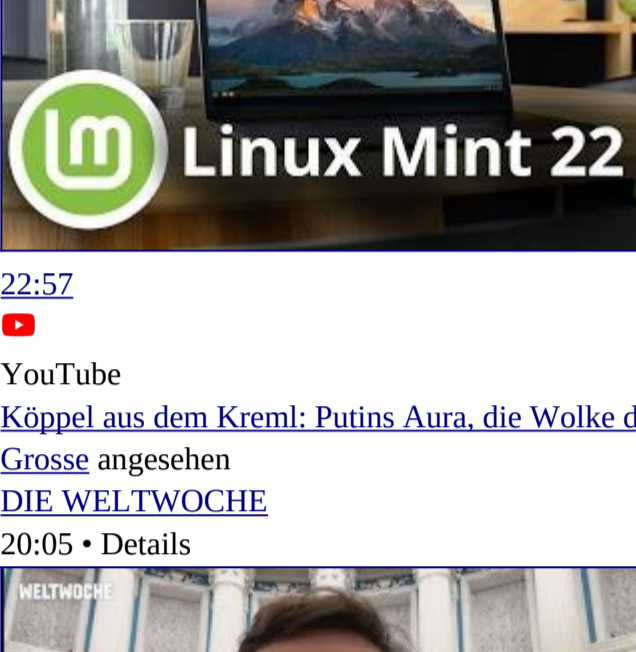 Lm Linux Mint 22
22:57
YouTube
Köppel aus dem Kreml: Putins Aura, die Wolke d
Grosse angesehen
DIE WELTWOCHE
20:05 • Details
WELTWOCHE